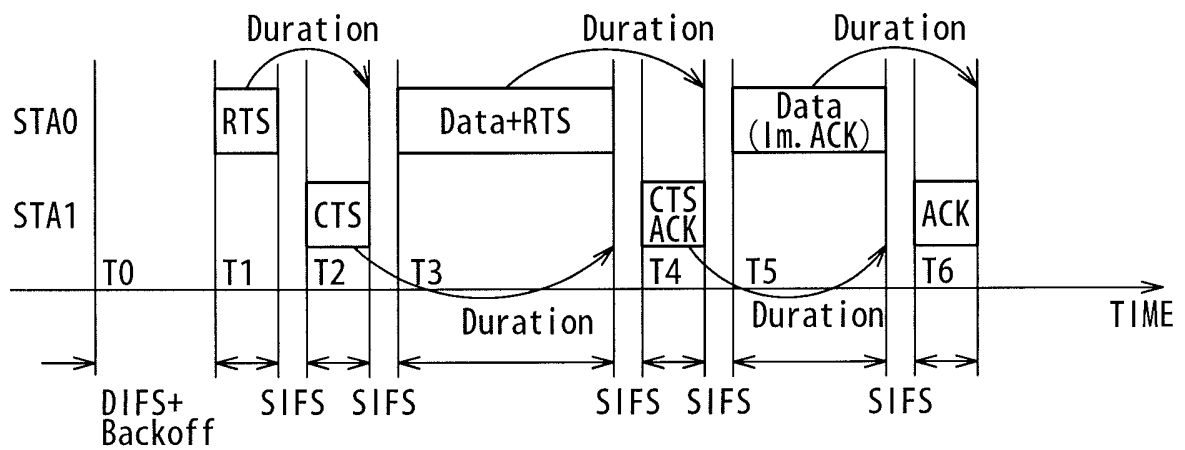 Duration
Duration
Duration
STA0
RTS
Data+RTS
Data
(Im.ACK)
STA1
CTS
CTS
ACK
ACK
T0
T1
T2
T3
T4
T5
T6
Duration
Duration
TIME
DIFS+
Backoff
SIFS
SIFS
SIFS
SIFS
SIFS